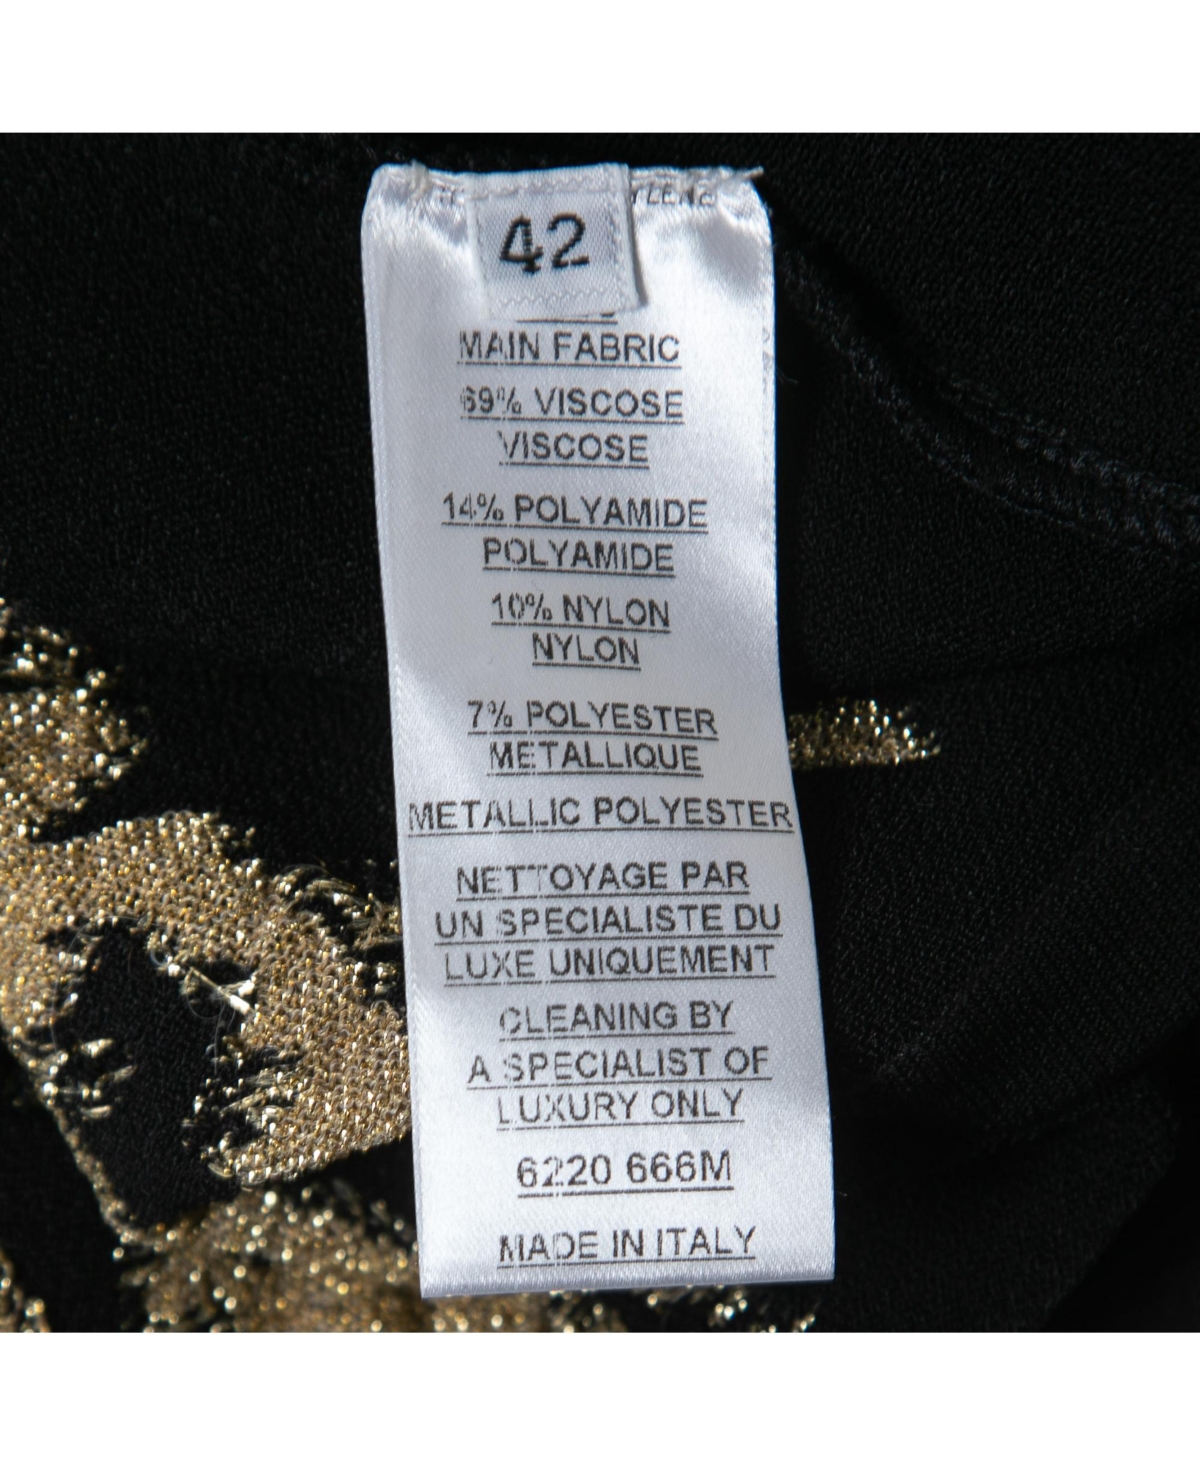 42
MAIN FABRIC
69% VISCOSE
VISCOSE
14% POLYAMIDE
POLYAMIDE
10% NYLON
NYLON
7% POLYESTER
METALLIQUE
METALLIC POLYESTER
NETTOYAGE PAR
UN SPECIALISTE DU
LUXE UNIQUEMENT
CLEANING BY
A SPECIALIST OF
LUXURY ONLY
6220 666M
MADE IN ITALY